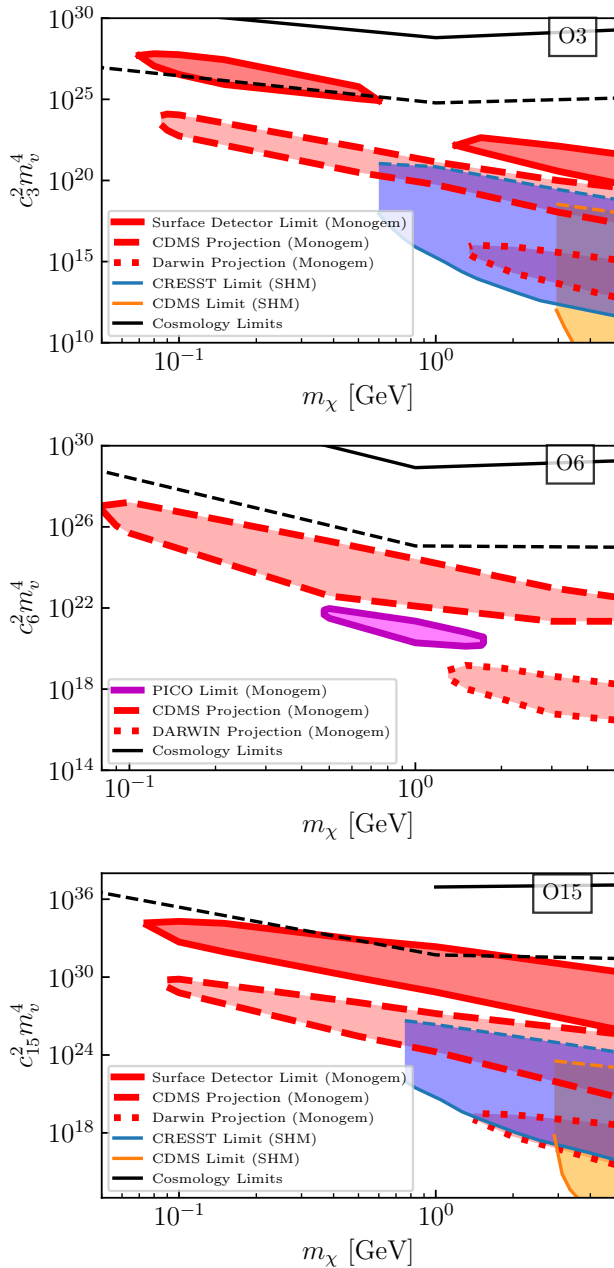 10^30
10^25
10^20
10^15
10^10
c_3^2 m_v^4
O3
Surface Detector Limit (Monogem)
CDMS Projection (Monogem)
Darwin Projection (Monogem)
CRESST Limit (SHM)
CDMS Limit (SHM)
Cosmology Limits
10^−1
10^0
m_χ [GeV]
10^30
10^26
10^22
10^18
10^14
c_6^2 m_v^4
O6
PICO Limit (Monogem)
CDMS Projection (Monogem)
DARWIN Projection (Monogem)
Cosmology Limits
10^−1
10^0
m_χ [GeV]
10^36
10^30
10^24
10^18
c_15^2 m_v^4
O15
Surface Detector Limit (Monogem)
CDMS Projection (Monogem)
Darwin Projection (Monogem)
CRESST Limit (SHM)
CDMS Limit (SHM)
Cosmology Limits
10^−1
10^0
m_χ [GeV]